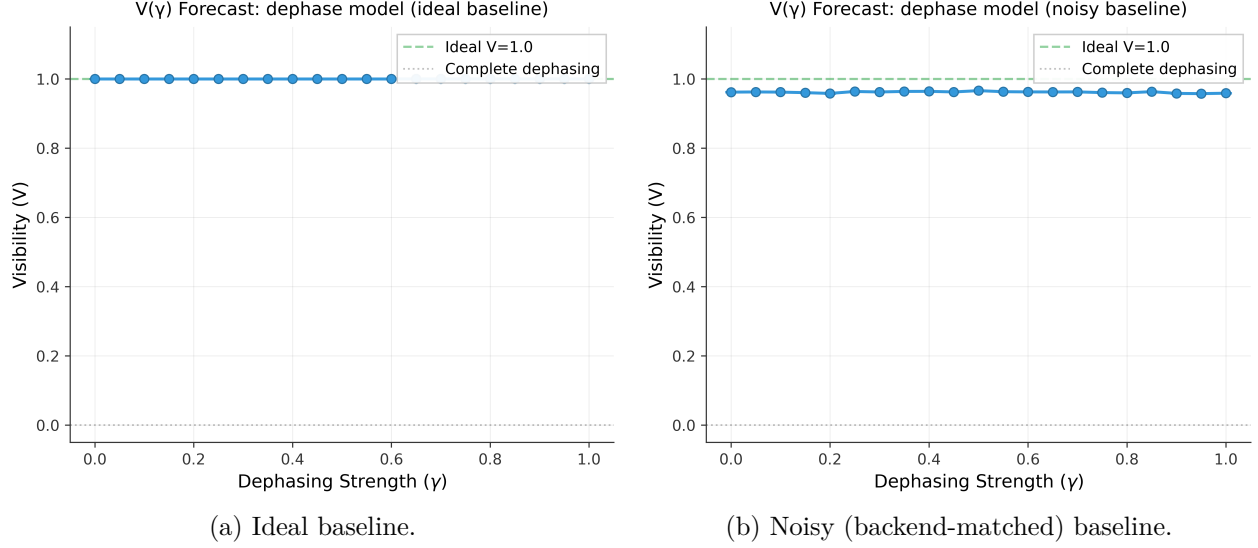 V(γ) Forecast: dephase model (ideal baseline)
Ideal V=1.0
Complete dephasing
Visibility (V)
1.0
0.8
0.6
0.4
0.2
0.0
0.0 0.2 0.4 0.6 0.8 1.0
Dephasing Strength (γ)
(a) Ideal baseline.
V(γ) Forecast: dephase model (noisy baseline)
Ideal V=1.0
Complete dephasing
Visibility (V)
1.0
0.8
0.6
0.4
0.2
0.0
0.0 0.2 0.4 0.6 0.8 1.0
Dephasing Strength (γ)
(b) Noisy (backend-matched) baseline.